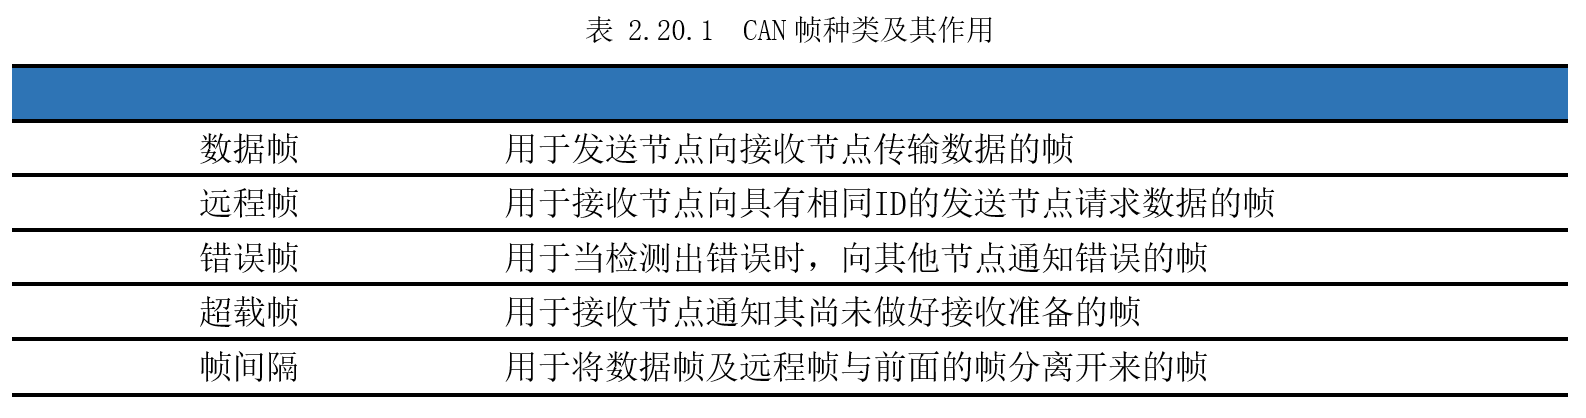 表 2.20.1 CAN帧种类及其作用
数据帧 用于发送节点向接收节点传输数据的帧
远程帧 用于接收节点向具有相同ID的发送节点请求数据的帧
错误帧 用于当检测出错误时，向其他节点通知错误的帧
超载帧 用于接收节点通知其尚未做好接收准备的帧
帧间隔 用于将数据帧及远程帧与前面的帧分离开来的帧